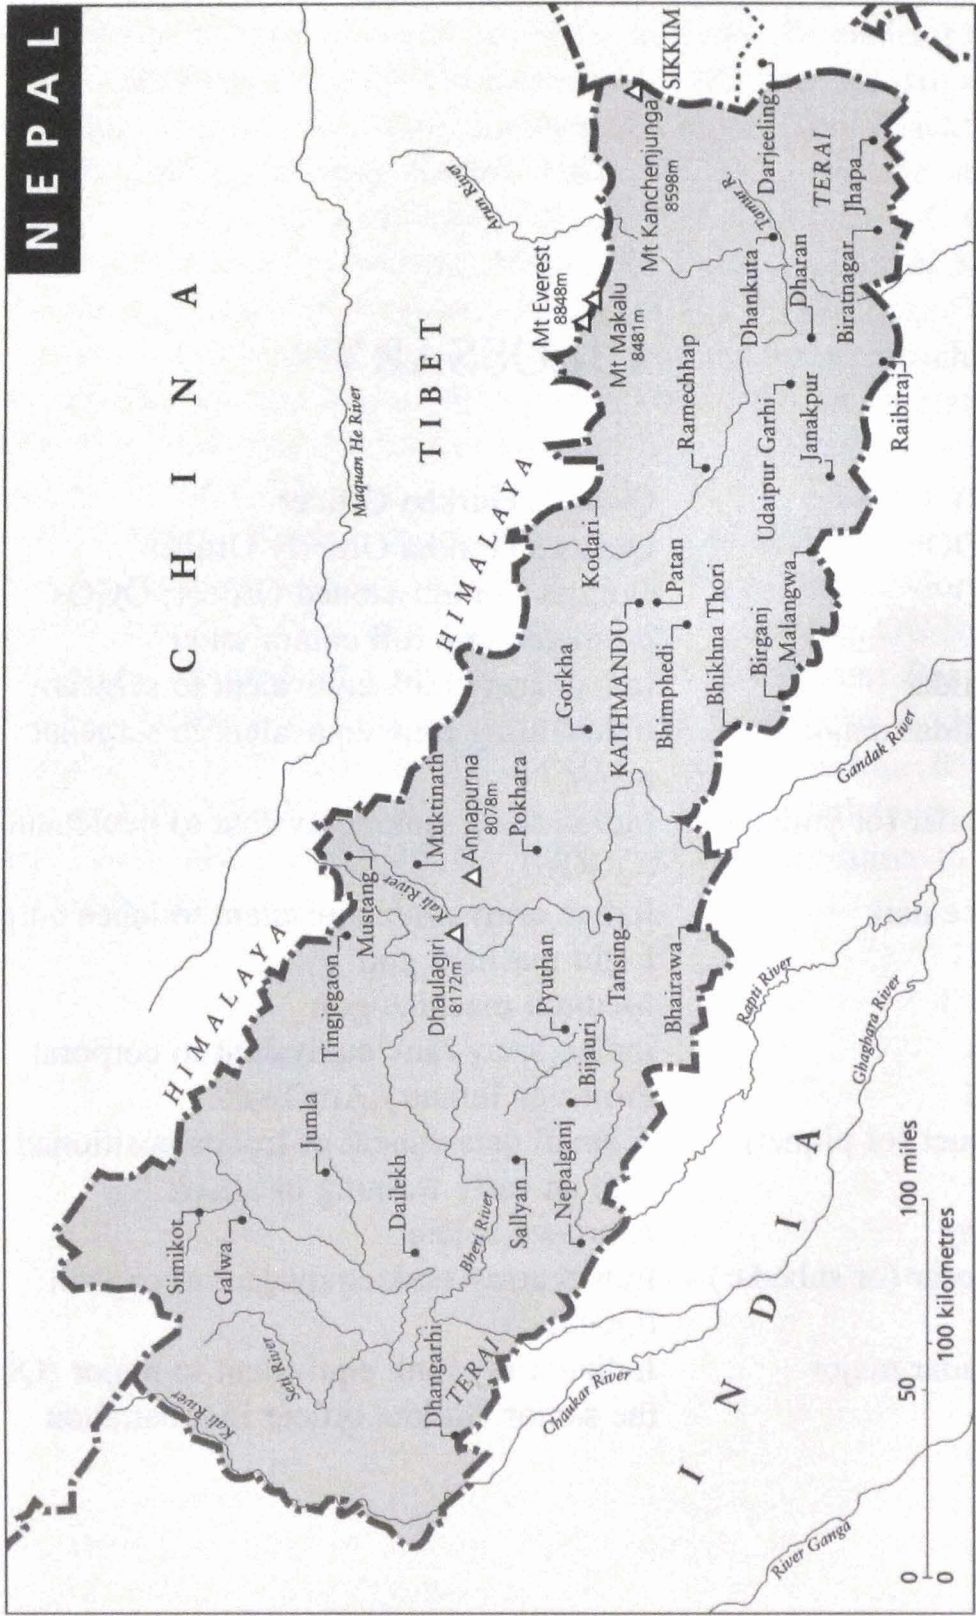 NEPAL
CHINA
Maquan He River
TIBET
Arun River
HIMALAYA
HIMALAYA
Mt Everest
8848m
Mt Makalu
8481m
Mt Kanchenjunga
8598m
SIKKIM
Tamur R.
Darjeeling
TERAI
Jhapa
Dhankuta
Dharan
Biratnagar
Ramechhap
Udaipur Garhi
Janakpur
Raibiraj
Kodari
KATHMANDU
Patan
Bhimphedi
Bhikhna Thori
Birganj
Malangwa
Gorkha
Muktinath
Annapurna
8078m
Pokhara
Mustang
Kali River
Tingjegaon
Dhaulagiri
8172m
Pyuthan
Tansing
Bhairawa
Bijauri
Jumla
Dailekh
Sallyan
Nepalganj
Simikot
Galwa
Bheri River
Seti River
Kali River
Dhangarhi
TERAI
Gandak River
Rapti River
Ghaghara River
Chaukar River
River Ganga
INDIA
0 50 100 miles
0 100 kilometres